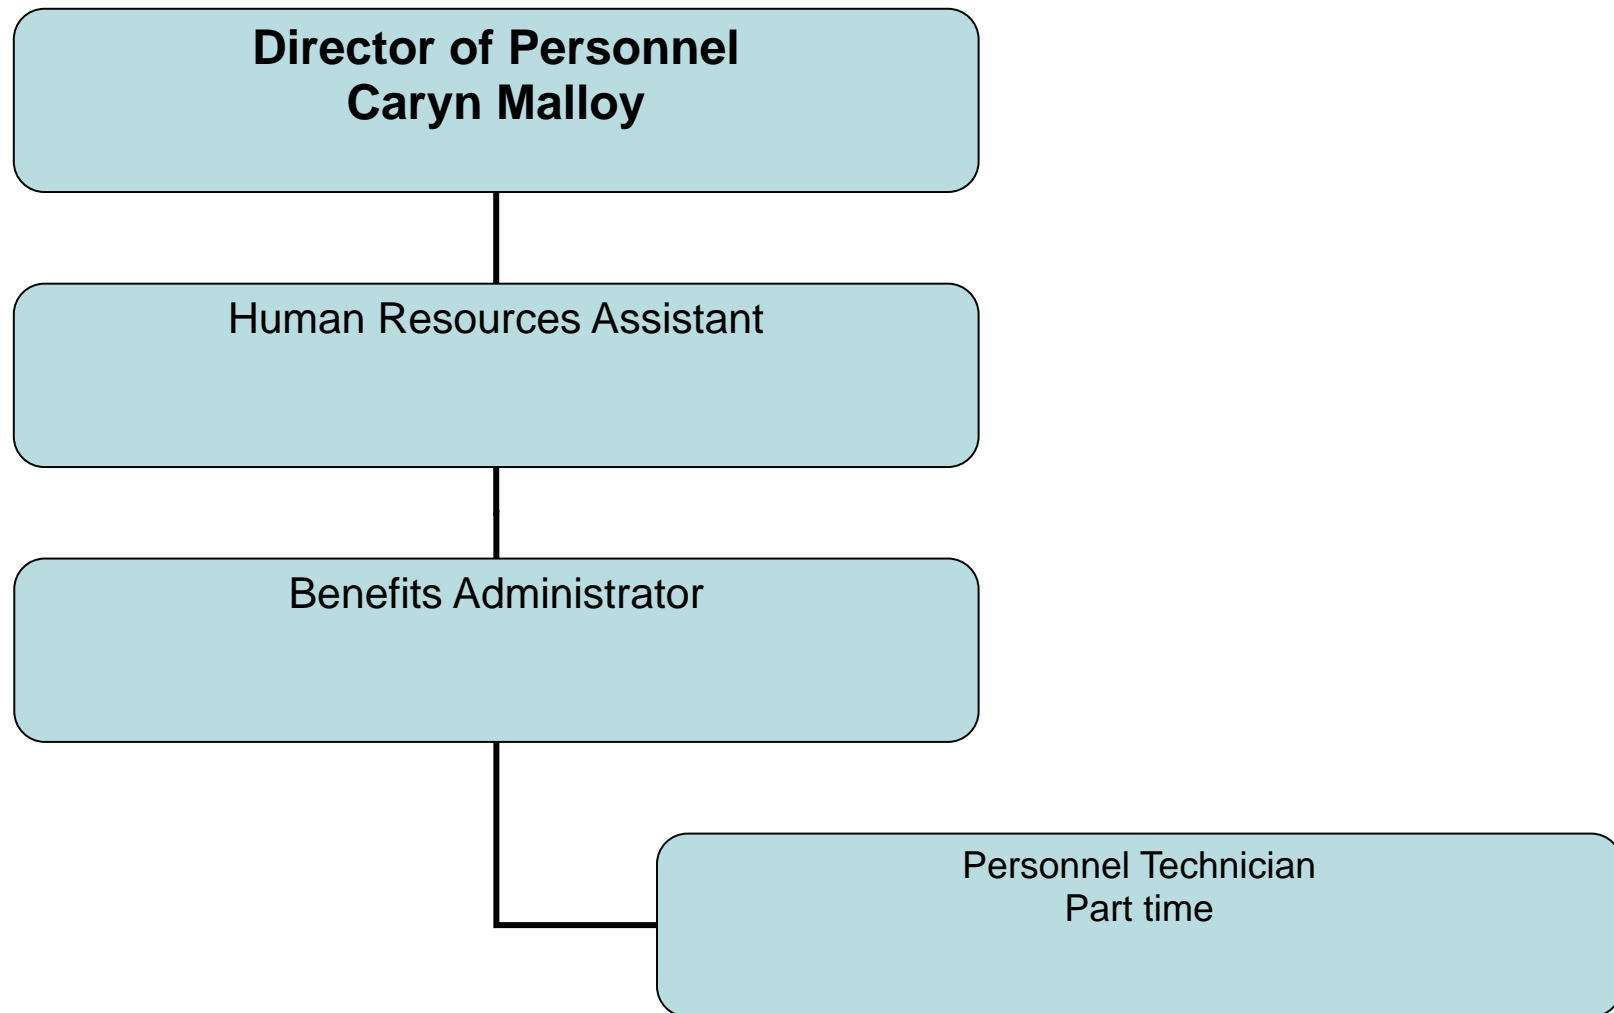 Director of Personnel
Caryn Malloy
Human Resources Assistant
Benefits Administrator
Personnel Technician
Part time